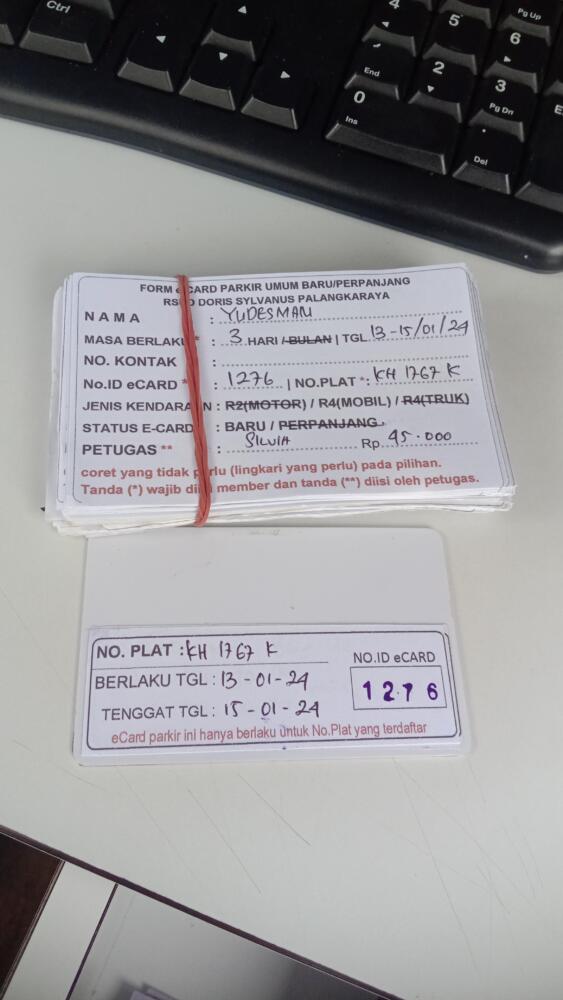 Ctrl
4
5
6
Pg Up
End
2
3
Pg Dn
0
Ins
Del
FORM eCARD PARKIR UMUM BARU/PERPANJANG
RSUD DORIS SYLVANUS PALANGKARAYA
NAMA : YUDESMAN
MASA BERLAKU * : 3 HARI / BULAN | TGL 13-15/01/24
NO. KONTAK :
No.ID eCARD * : 1276 | NO.PLAT * : KH 1767 K
JENIS KENDARAAN : R2(MOTOR) / R4(MOBIL) / R4(TRUK)
STATUS E-CARD : BARU / PERPANJANG
PETUGAS ** : SILVIA Rp. 45.000
coret yang tidak perlu (lingkari yang perlu) pada pilihan.
Tanda (*) wajib diisi member dan tanda (**) diisi oleh petugas.
NO. PLAT : KH 1767 K
BERLAKU TGL : 13-01-24
TENGGAT TGL : 15-01-24
NO.ID eCARD
1276
eCard parkir ini hanya berlaku untuk No.Plat yang terdaftar